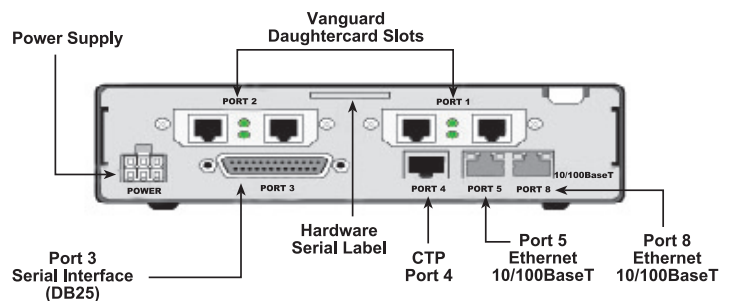 Vanguard
Daughtercard Slots
Power Supply
PORT 2
PORT 1
POWER
PORT 3
PORT 4
PORT 5
PORT 8
10/100BaseT
Port 3
Serial Interface
(DB25)
Hardware
Serial Label
CTP
Port 4
Port 5
Ethernet
10/100BaseT
Port 8
Ethernet
10/100BaseT